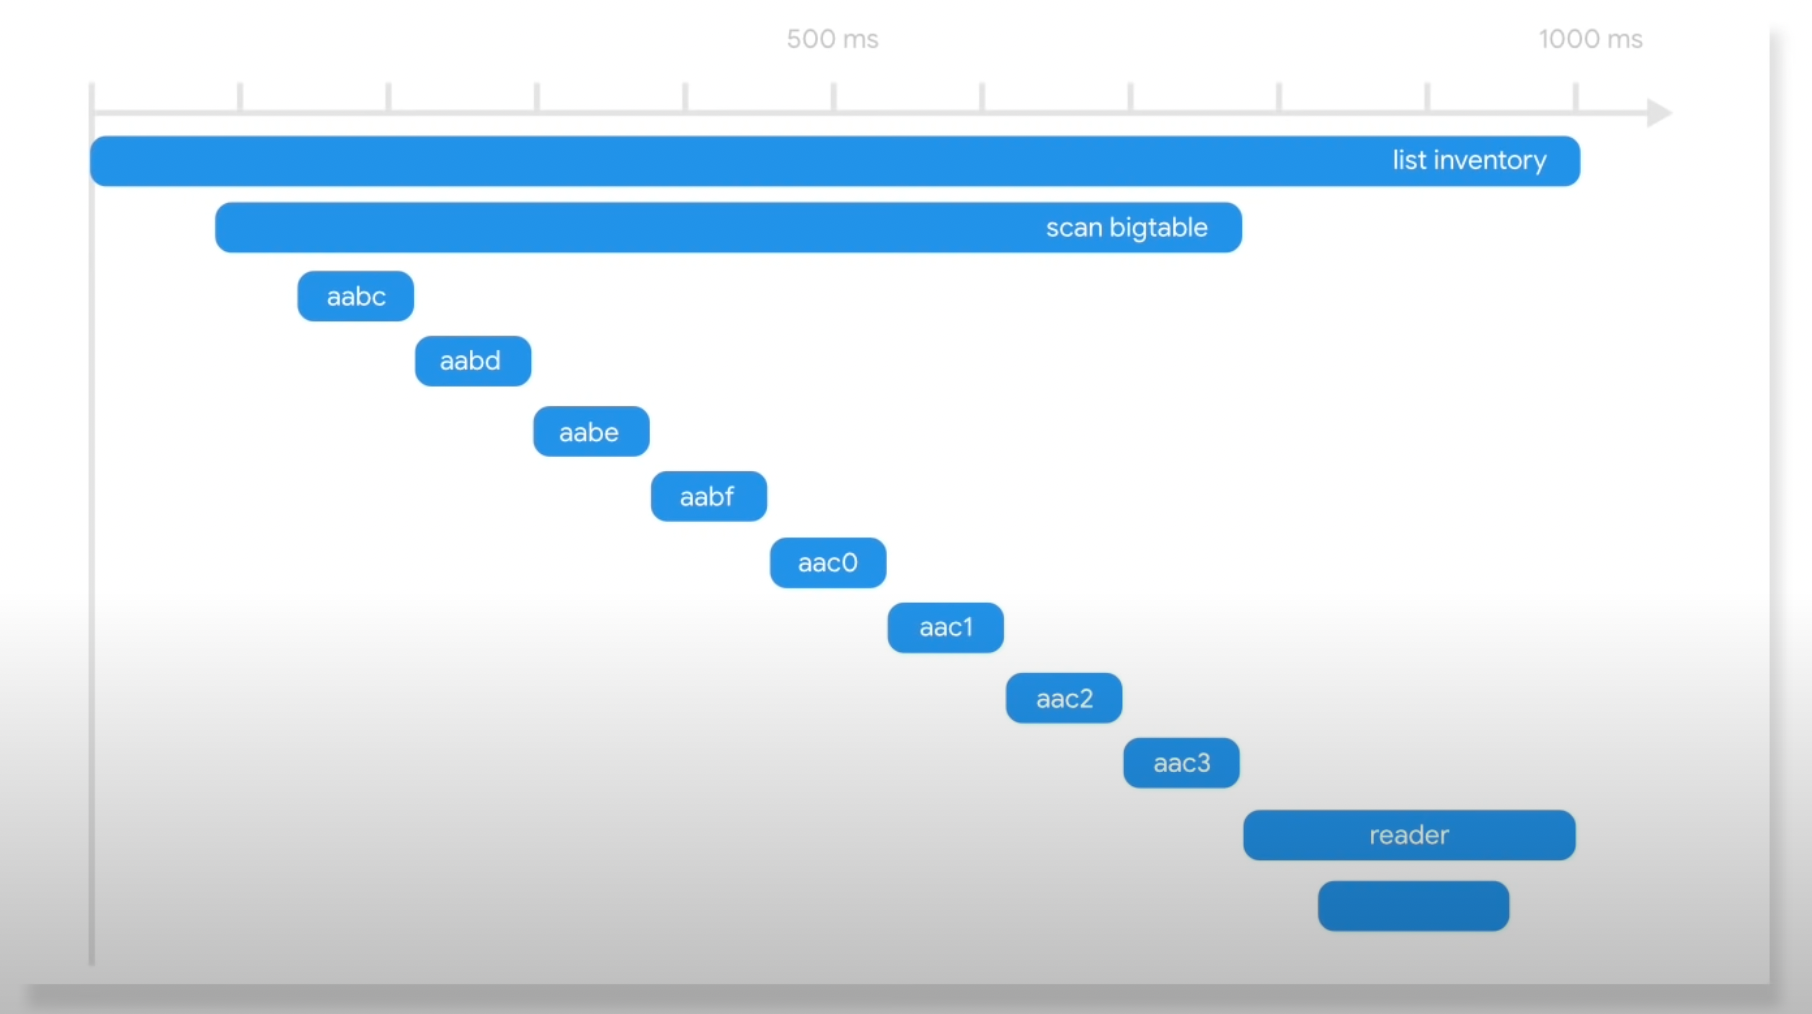 500 ms
1000 ms
list inventory
scan bigtable
aabc
aabd
aabe
aabf
aac0
aac1
aac2
aac3
reader